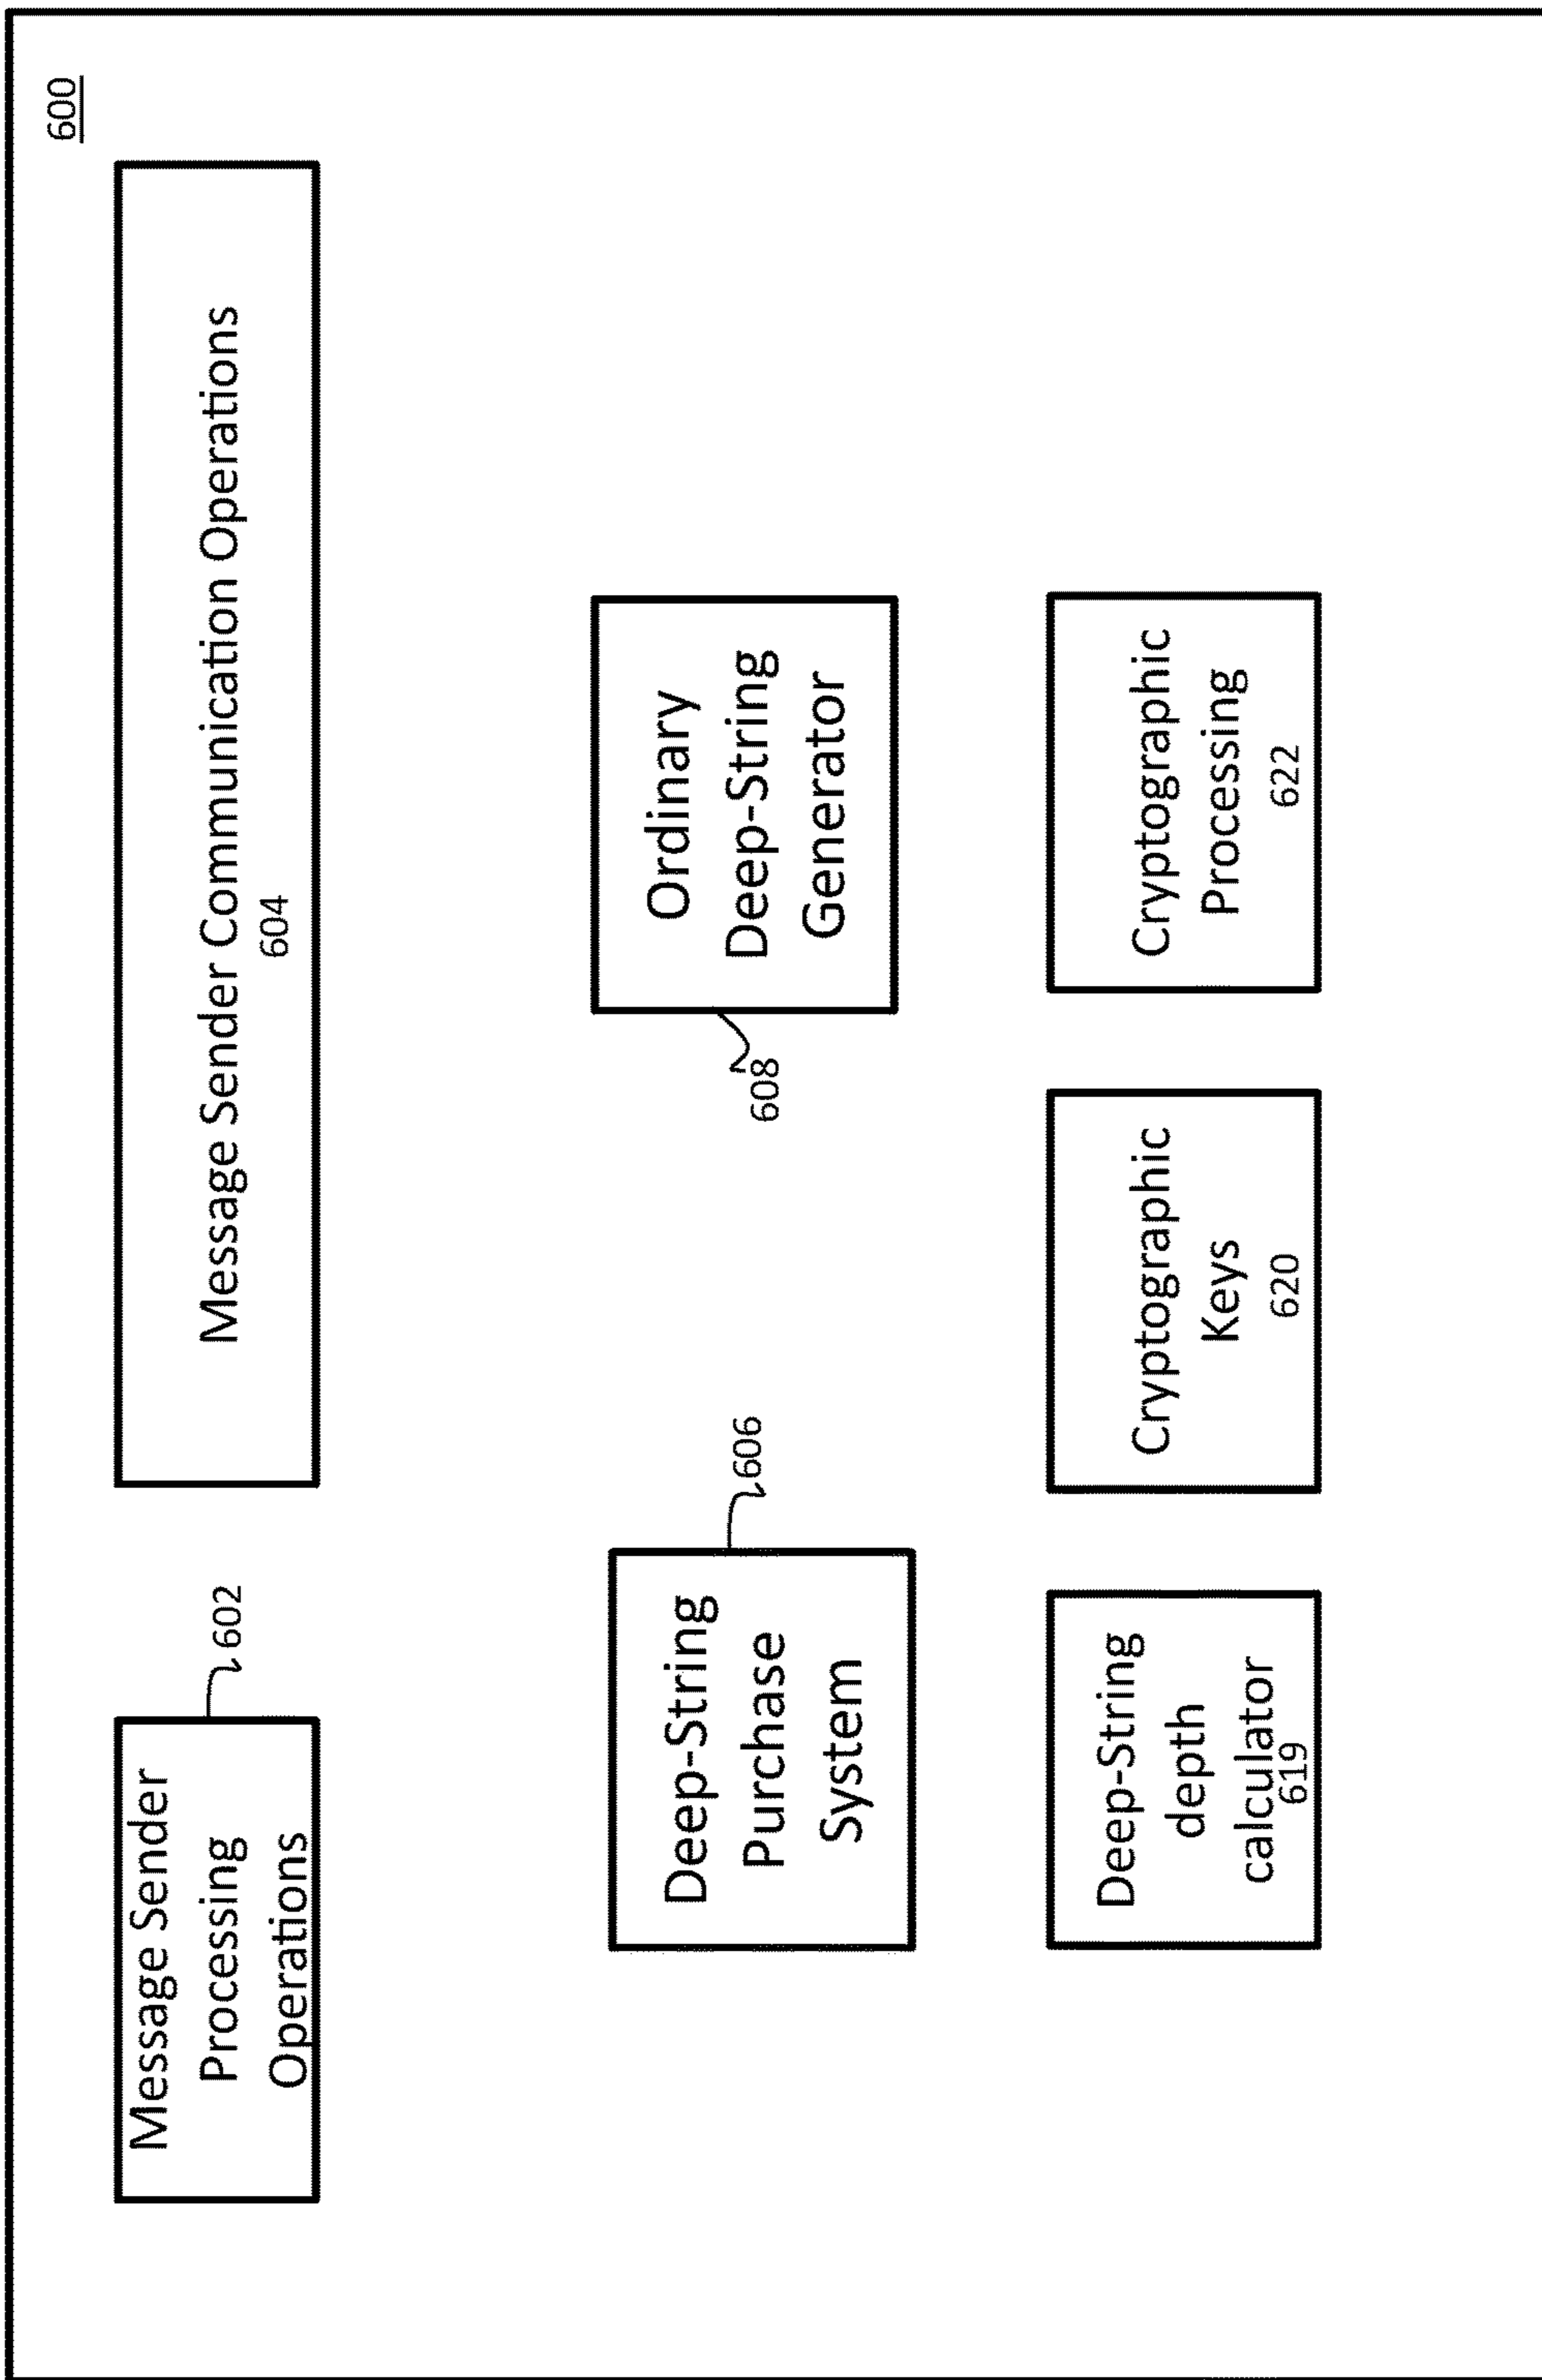 600
Message Sender
Processing
Operations
602
Message Sender Communication Operations
604
Deep-String
Purchase
System
606
Ordinary
Deep-String
Generator
608
Deep-String
depth
calculator
619
Cryptographic
Keys
620
Cryptographic
Processing
622